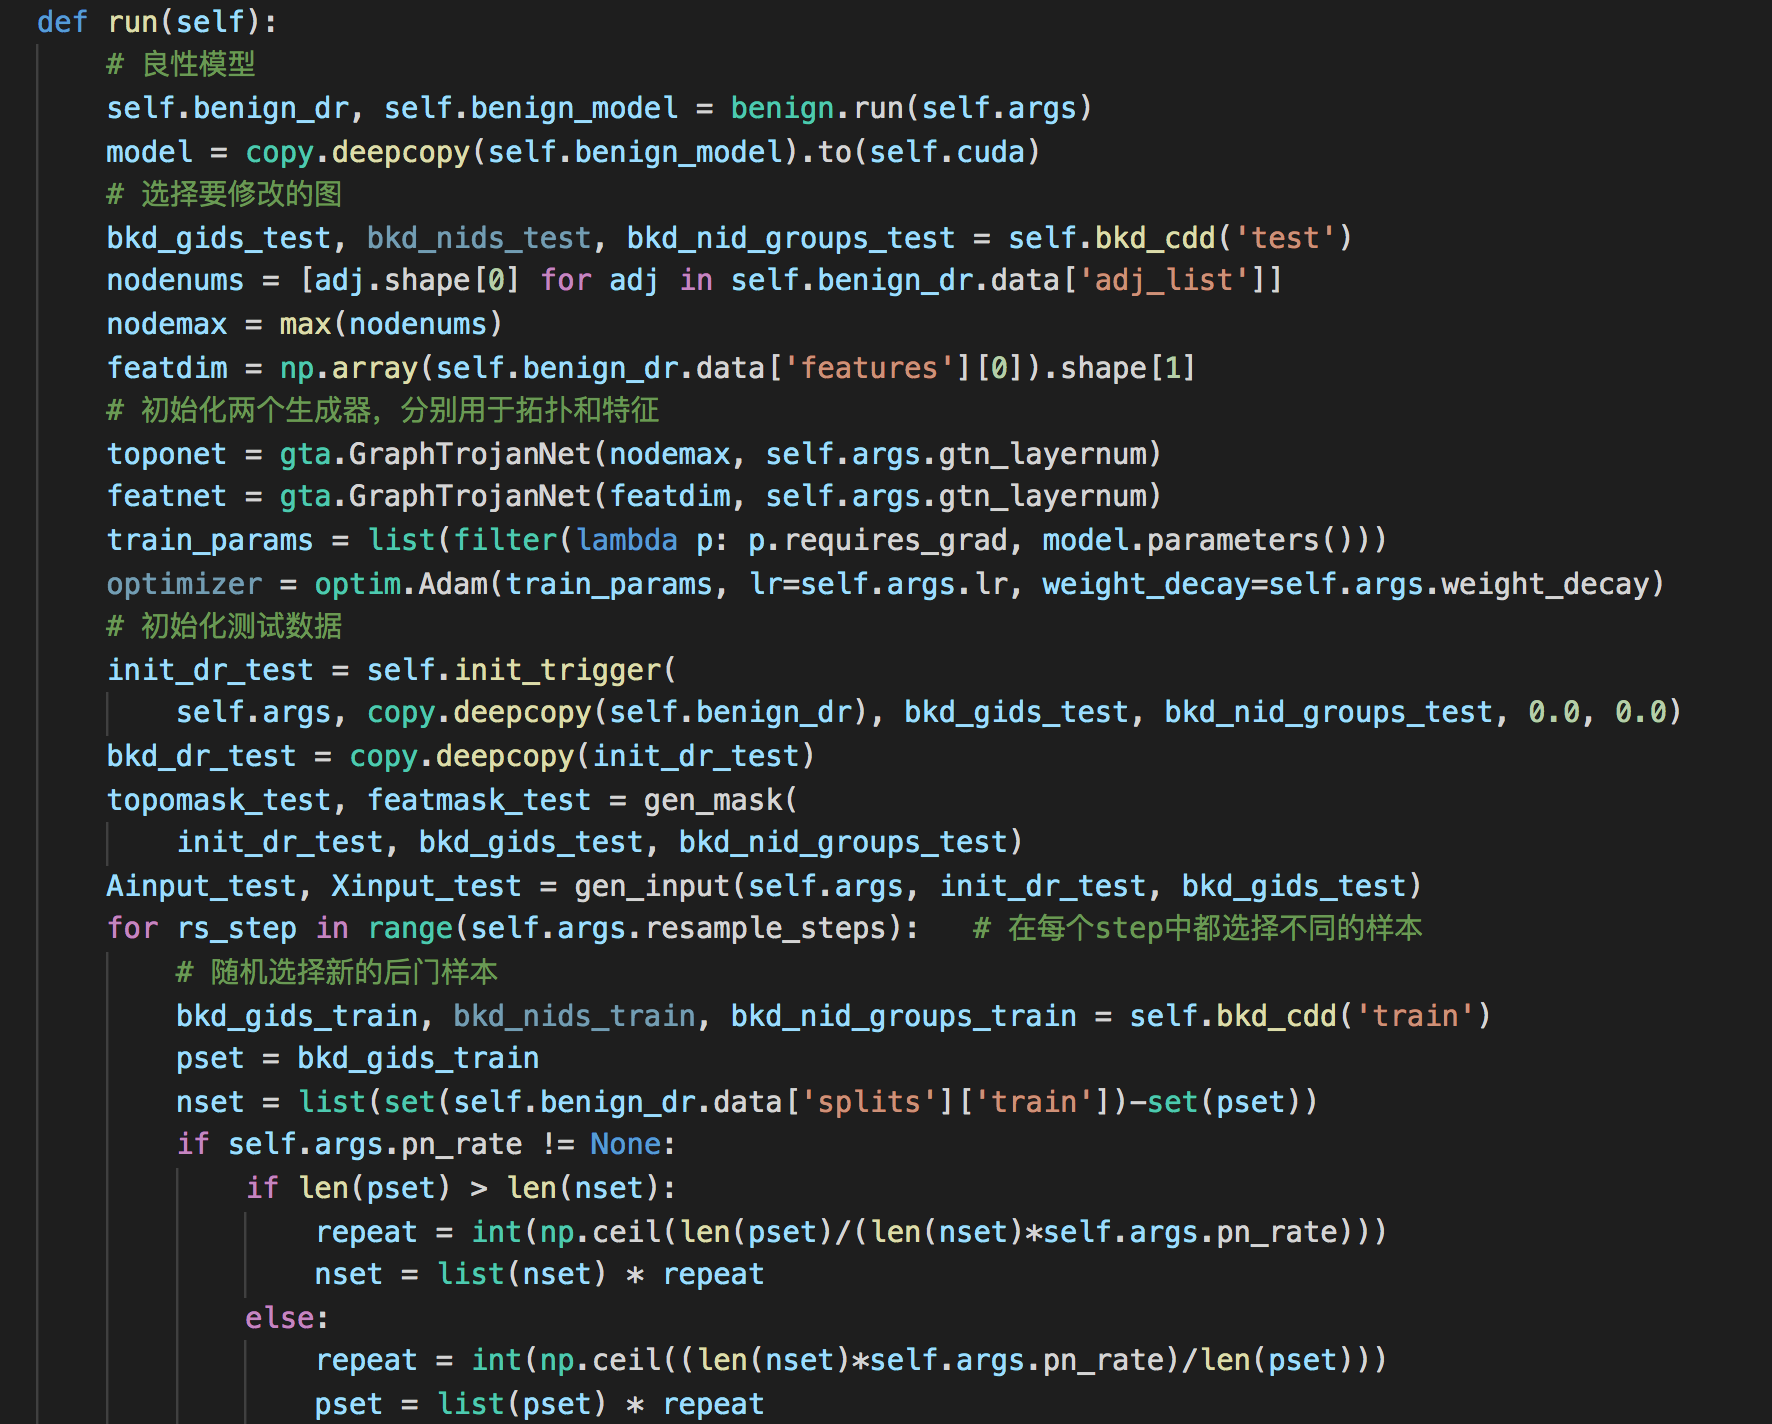 def run(self):
# 良性模型
self.benign_dr, self.benign_model = benign.run(self.args)
model = copy.deepcopy(self.benign_model).to(self.cuda)
# 选择要修改的图
bkd_gids_test, bkd_nids_test, bkd_nid_groups_test = self.bkd_cdd('test')
nodenums = [adj.shape[0] for adj in self.benign_dr.data['adj_list']]
nodemax = max(nodenums)
featdim = np.array(self.benign_dr.data['features'][0]).shape[1]
# 初始化两个生成器，分别用于拓扑和特征
toponet = gta.GraphTrojanNet(nodemax, self.args.gtn_layernum)
featnet = gta.GraphTrojanNet(featdim, self.args.gtn_layernum)
train_params = list(filter(lambda p: p.requires_grad, model.parameters()))
optimizer = optim.Adam(train_params, lr=self.args.lr, weight_decay=self.args.weight_decay)
# 初始化测试数据
init_dr_test = self.init_trigger(
self.args, copy.deepcopy(self.benign_dr), bkd_gids_test, bkd_nid_groups_test, 0.0, 0.0)
bkd_dr_test = copy.deepcopy(init_dr_test)
topomask_test, featmask_test = gen_mask(
init_dr_test, bkd_gids_test, bkd_nid_groups_test)
Ainput_test, Xinput_test = gen_input(self.args, init_dr_test, bkd_gids_test)
for rs_step in range(self.args.resample_steps):   # 在每个step中都选择不同的样本
# 随机选择新的后门样本
bkd_gids_train, bkd_nids_train, bkd_nid_groups_train = self.bkd_cdd('train')
pset = bkd_gids_train
nset = list(set(self.benign_dr.data['splits']['train'])-set(pset))
if self.args.pn_rate != None:
if len(pset) > len(nset):
repeat = int(np.ceil(len(pset)/(len(nset)*self.args.pn_rate)))
nset = list(nset) * repeat
else:
repeat = int(np.ceil((len(nset)*self.args.pn_rate)/len(pset)))
pset = list(pset) * repeat